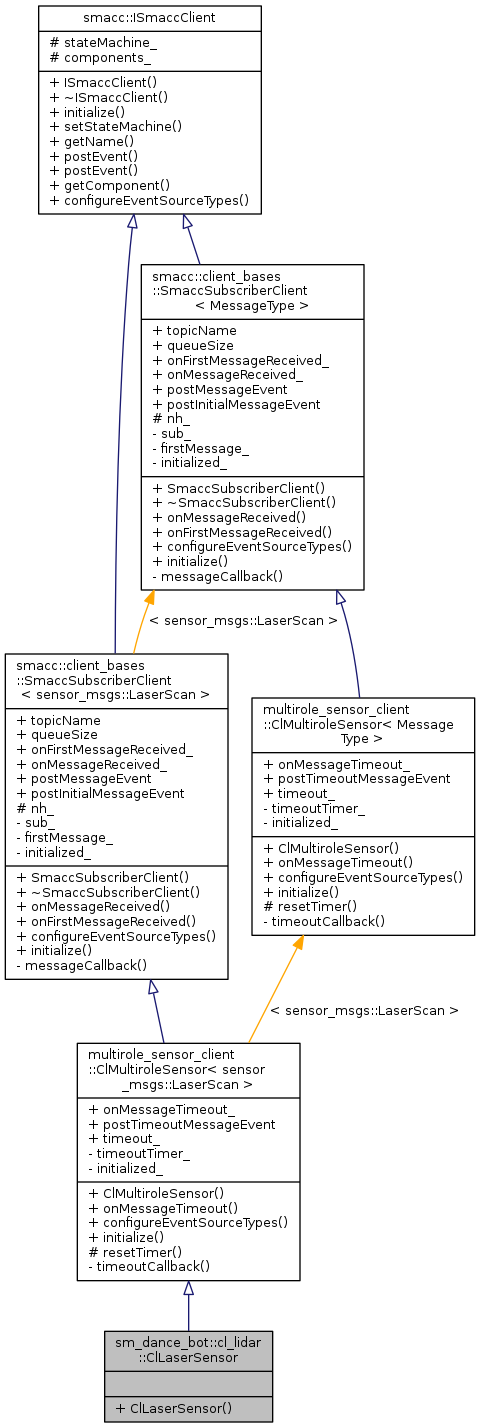 smacc::ISmaccClient
# stateMachine_
# components_
+ ISmaccClient()
+ ~ISmaccClient()
+ initialize()
+ setStateMachine()
+ getName()
+ postEvent()
+ postEvent()
+ getComponent()
+ configureEventSourceTypes()
smacc::client_bases
::SmaccSubscriberClient
< MessageType >
+ topicName
+ queueSize
+ onFirstMessageReceived_
+ onMessageReceived_
+ postMessageEvent
+ postInitialMessageEvent
# nh_
- sub_
- firstMessage_
- initialized_
+ SmaccSubscriberClient()
+ ~SmaccSubscriberClient()
+ onMessageReceived()
+ onFirstMessageReceived()
+ configureEventSourceTypes()
+ initialize()
- messageCallback()
< sensor_msgs::LaserScan >
smacc::client_bases
::SmaccSubscriberClient
< sensor_msgs::LaserScan >
+ topicName
+ queueSize
+ onFirstMessageReceived_
+ onMessageReceived_
+ postMessageEvent
+ postInitialMessageEvent
# nh_
- sub_
- firstMessage_
- initialized_
+ SmaccSubscriberClient()
+ ~SmaccSubscriberClient()
+ onMessageReceived()
+ onFirstMessageReceived()
+ configureEventSourceTypes()
+ initialize()
- messageCallback()
multirole_sensor_client
::ClMultiroleSensor< Message
Type >
+ onMessageTimeout_
+ postTimeoutMessageEvent
+ timeout_
- timeoutTimer_
- initialized_
+ ClMultiroleSensor()
+ onMessageTimeout()
+ configureEventSourceTypes()
+ initialize()
# resetTimer()
- timeoutCallback()
< sensor_msgs::LaserScan >
multirole_sensor_client
::ClMultiroleSensor< sensor
_msgs::LaserScan >
+ onMessageTimeout_
+ postTimeoutMessageEvent
+ timeout_
- timeoutTimer_
- initialized_
+ ClMultiroleSensor()
+ onMessageTimeout()
+ configureEventSourceTypes()
+ initialize()
# resetTimer()
- timeoutCallback()
sm_dance_bot::cl_lidar
::ClLaserSensor
+ ClLaserSensor()